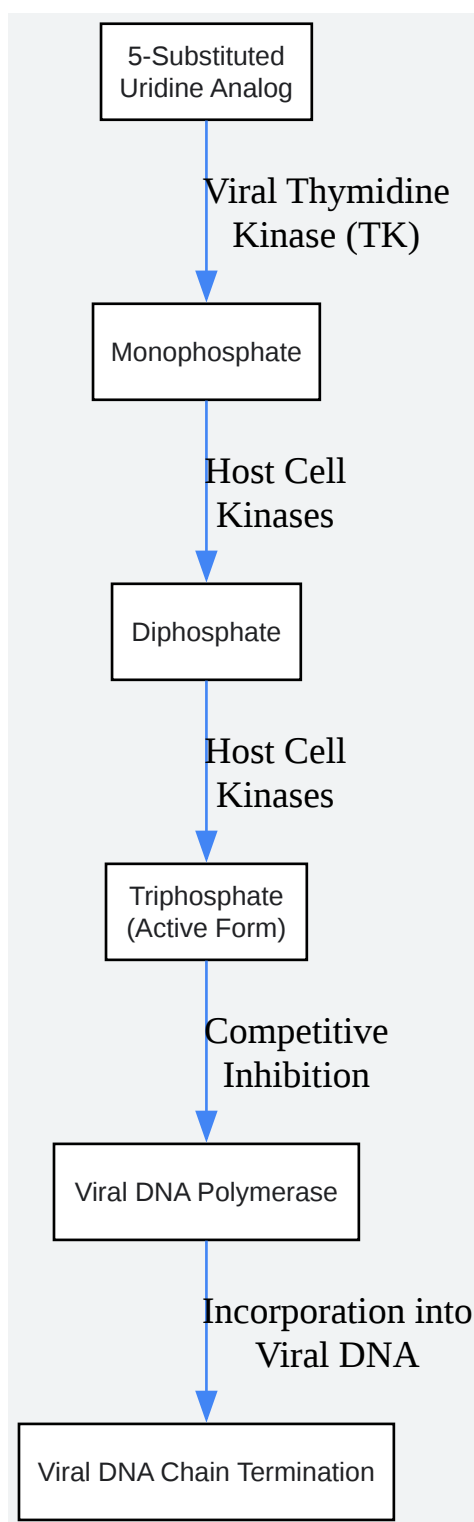 5-Substituted
Uridine Analog
Viral Thymidine
Kinase (TK)
Monophosphate
Host Cell
Kinases
Diphosphate
Host Cell
Kinases
Triphosphate
(Active Form)
Competitive
Inhibition
Viral DNA Polymerase
Incorporation into
Viral DNA
Viral DNA Chain Termination